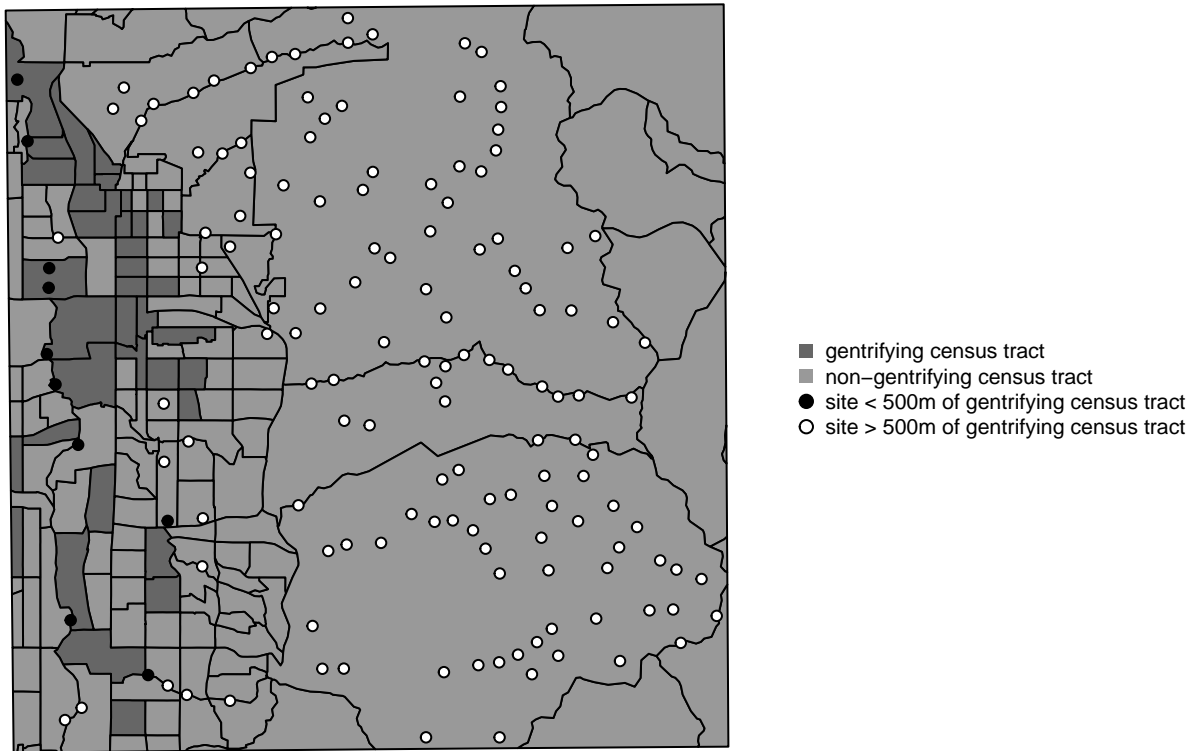 gentrifying census tract
non−gentrifying census tract
site < 500m of gentrifying census tract
site > 500m of gentrifying census tract